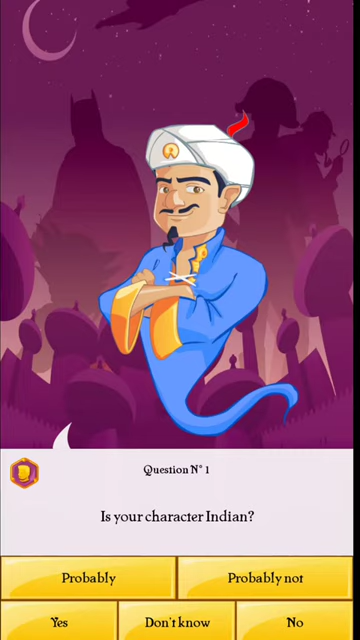 Question N° 1
Is your character Indian?
Probably
Probably not
Yes
Don't know
No